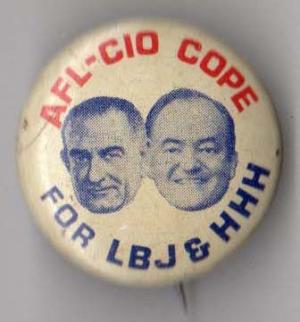 AFL-CIO COPE
FOR LBJ & HHH